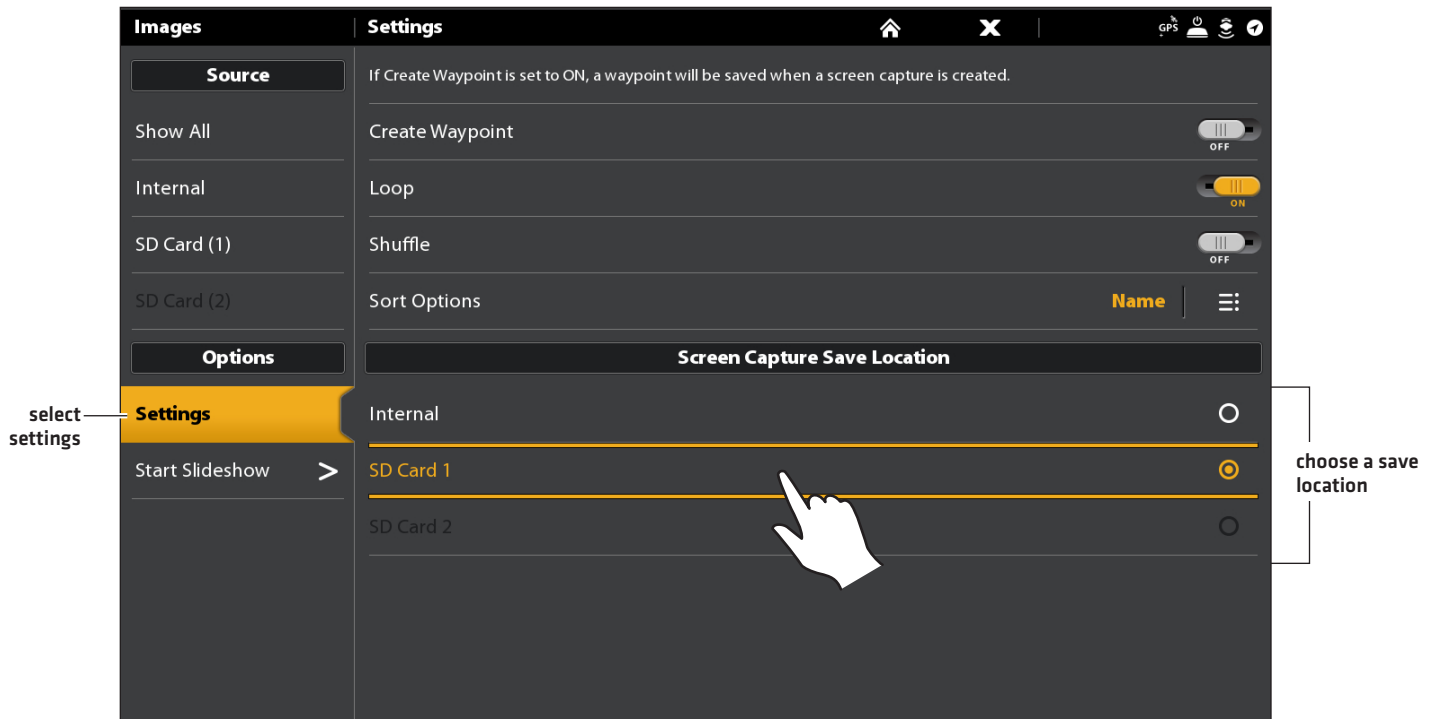 Images
Settings
GPS
Source
If Create Waypoint is set to ON, a waypoint will be saved when a screen capture is created.
Show All
Create Waypoint
OFF
Internal
Loop
ON
SD Card (1)
Shuffle
OFF
SD Card (2)
Sort Options
Name
Options
Screen Capture Save Location
select
settings
Settings
Internal
Start Slideshow
SD Card 1
choose a save
location
SD Card 2